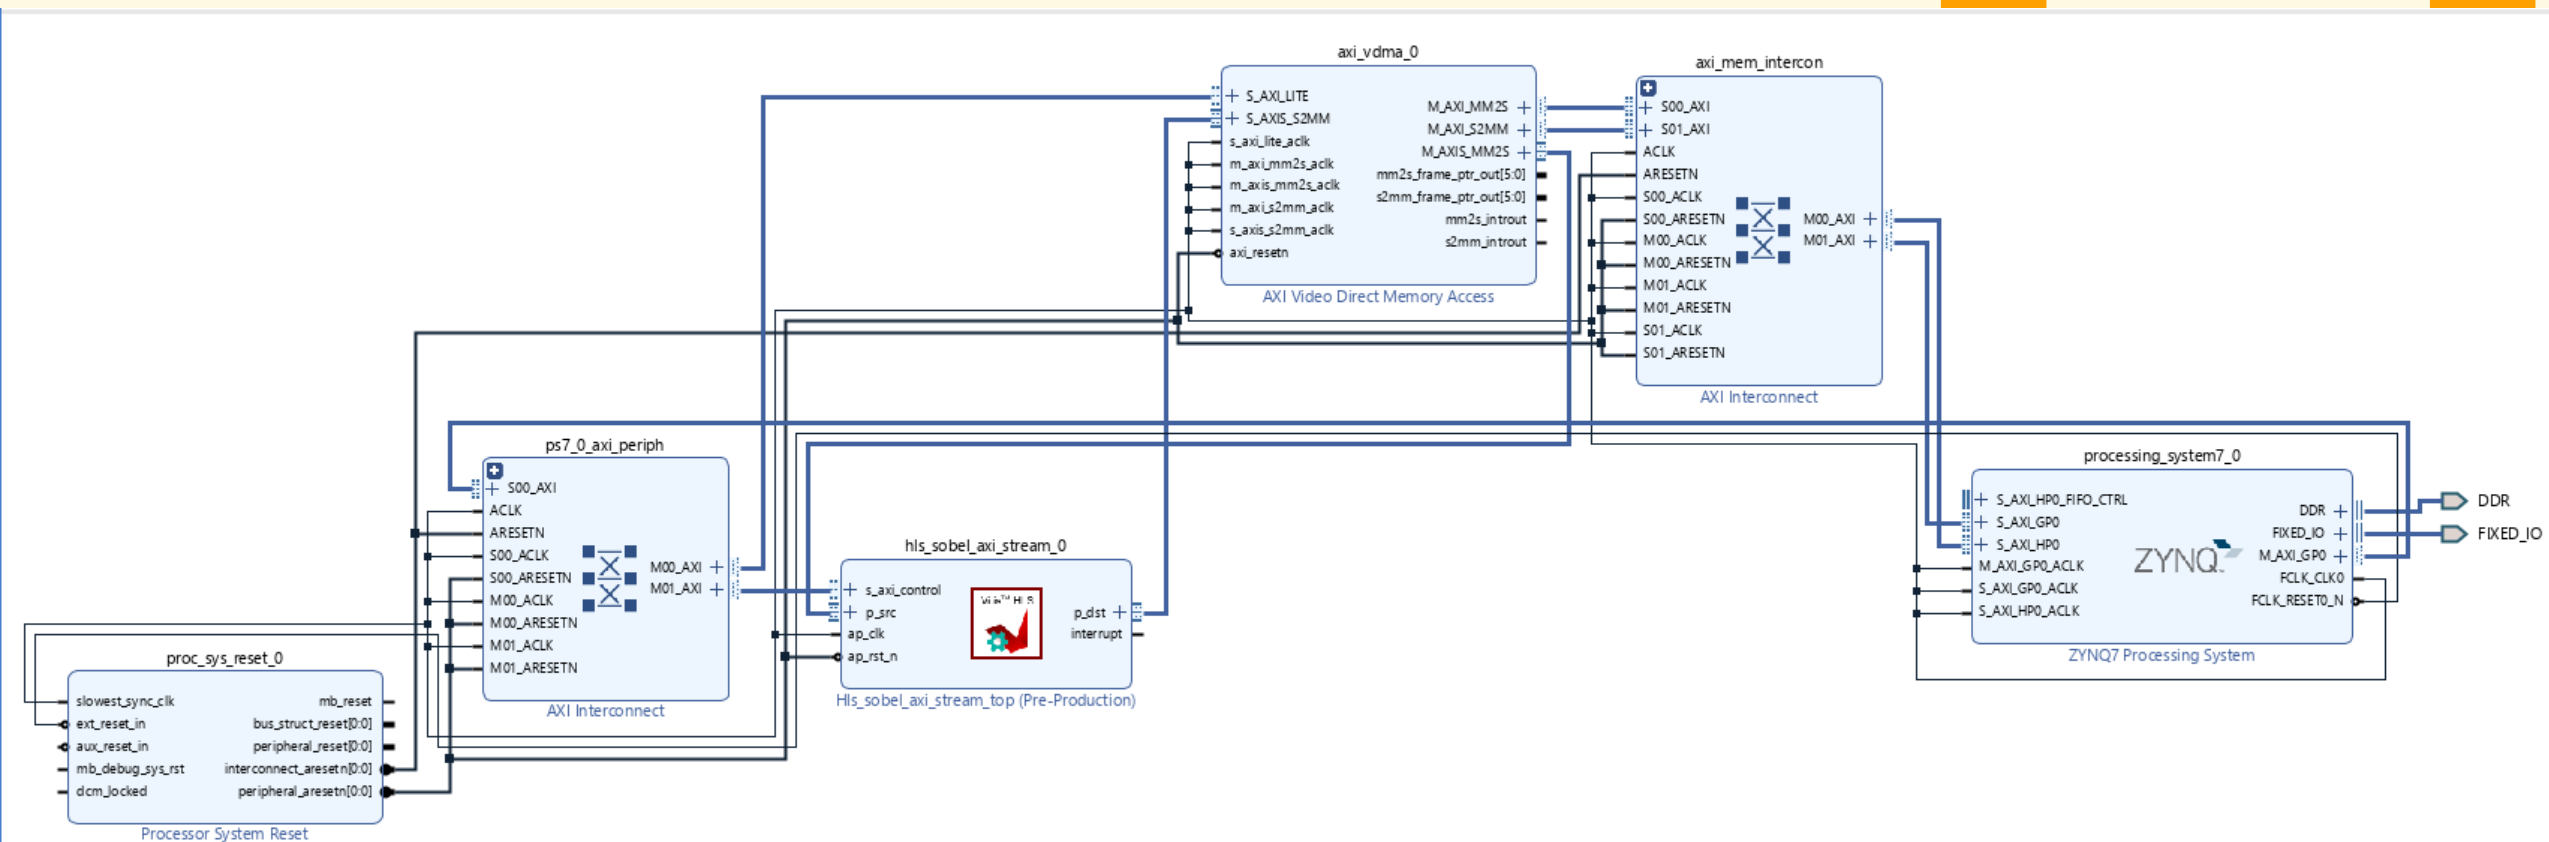 axi_vdma_0
S_AXI_LITE
S_AXIS_S2MM
s_axi_lite_aclk
m_axi_mm2s_aclk
m_axis_mm2s_aclk
m_axi_s2mm_aclk
s_axis_s2mm_aclk
axi_resetn
M_AXI_MM2S
M_AXI_S2MM
M_AXIS_MM2S
mm2s_frame_ptr_out[5:0]
s2mm_frame_ptr_out[5:0]
mm2s_introut
s2mm_introut
AXI Video Direct Memory Access
axi_mem_intercon
S00_AXI
S01_AXI
ACLK
ARESETN
S00_ACLK
S00_ARESETN
M00_ACLK
M00_ARESETN
M01_ACLK
M01_ARESETN
S01_ACLK
S01_ARESETN
M00_AXI
M01_AXI
AXI Interconnect
ps7_0_axi_periph
S00_AXI
ACLK
ARESETN
S00_ACLK
S00_ARESETN
M00_ACLK
M00_ARESETN
M01_ACLK
M01_ARESETN
M00_AXI
M01_AXI
AXI Interconnect
hls_sobel_axi_stream_0
s_axi_control
p_src
ap_clk
ap_rst_n
Vitis™ HLS
p_dst
interrupt
Hls_sobel_axi_stream_top (Pre-Production)
processing_system7_0
S_AXI_HP0_FIFO_CTRL
S_AXI_GP0
S_AXI_HP0
M_AXI_GP0_ACLK
S_AXI_GP0_ACLK
S_AXI_HP0_ACLK
ZYNQ
DDR
FIXED_IO
M_AXI_GP0
FCLK_CLK0
FCLK_RESET0_N
ZYNQ7 Processing System
DDR
FIXED_IO
proc_sys_reset_0
slowest_sync_clk
ext_reset_in
aux_reset_in
mb_debug_sys_rst
dcm_locked
mb_reset
bus_struct_reset[0:0]
peripheral_reset[0:0]
interconnect_aresetn[0:0]
peripheral_aresetn[0:0]
Processor System Reset